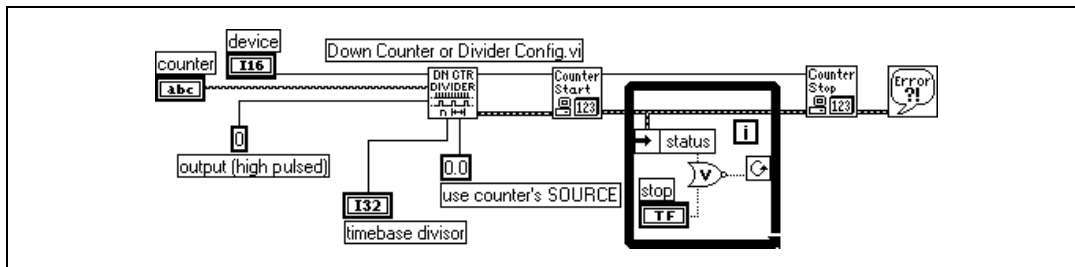 device
Down Counter or Divider Config.vi
counter
I16
abc
DN CTR
DIVIDER
n
Counter
Start
123
Counter
Stop
123
Error
?!
0
output (high pulsed)
0.0
use counter's SOURCE
I32
timebase divisor
status
i
V
stop
TF